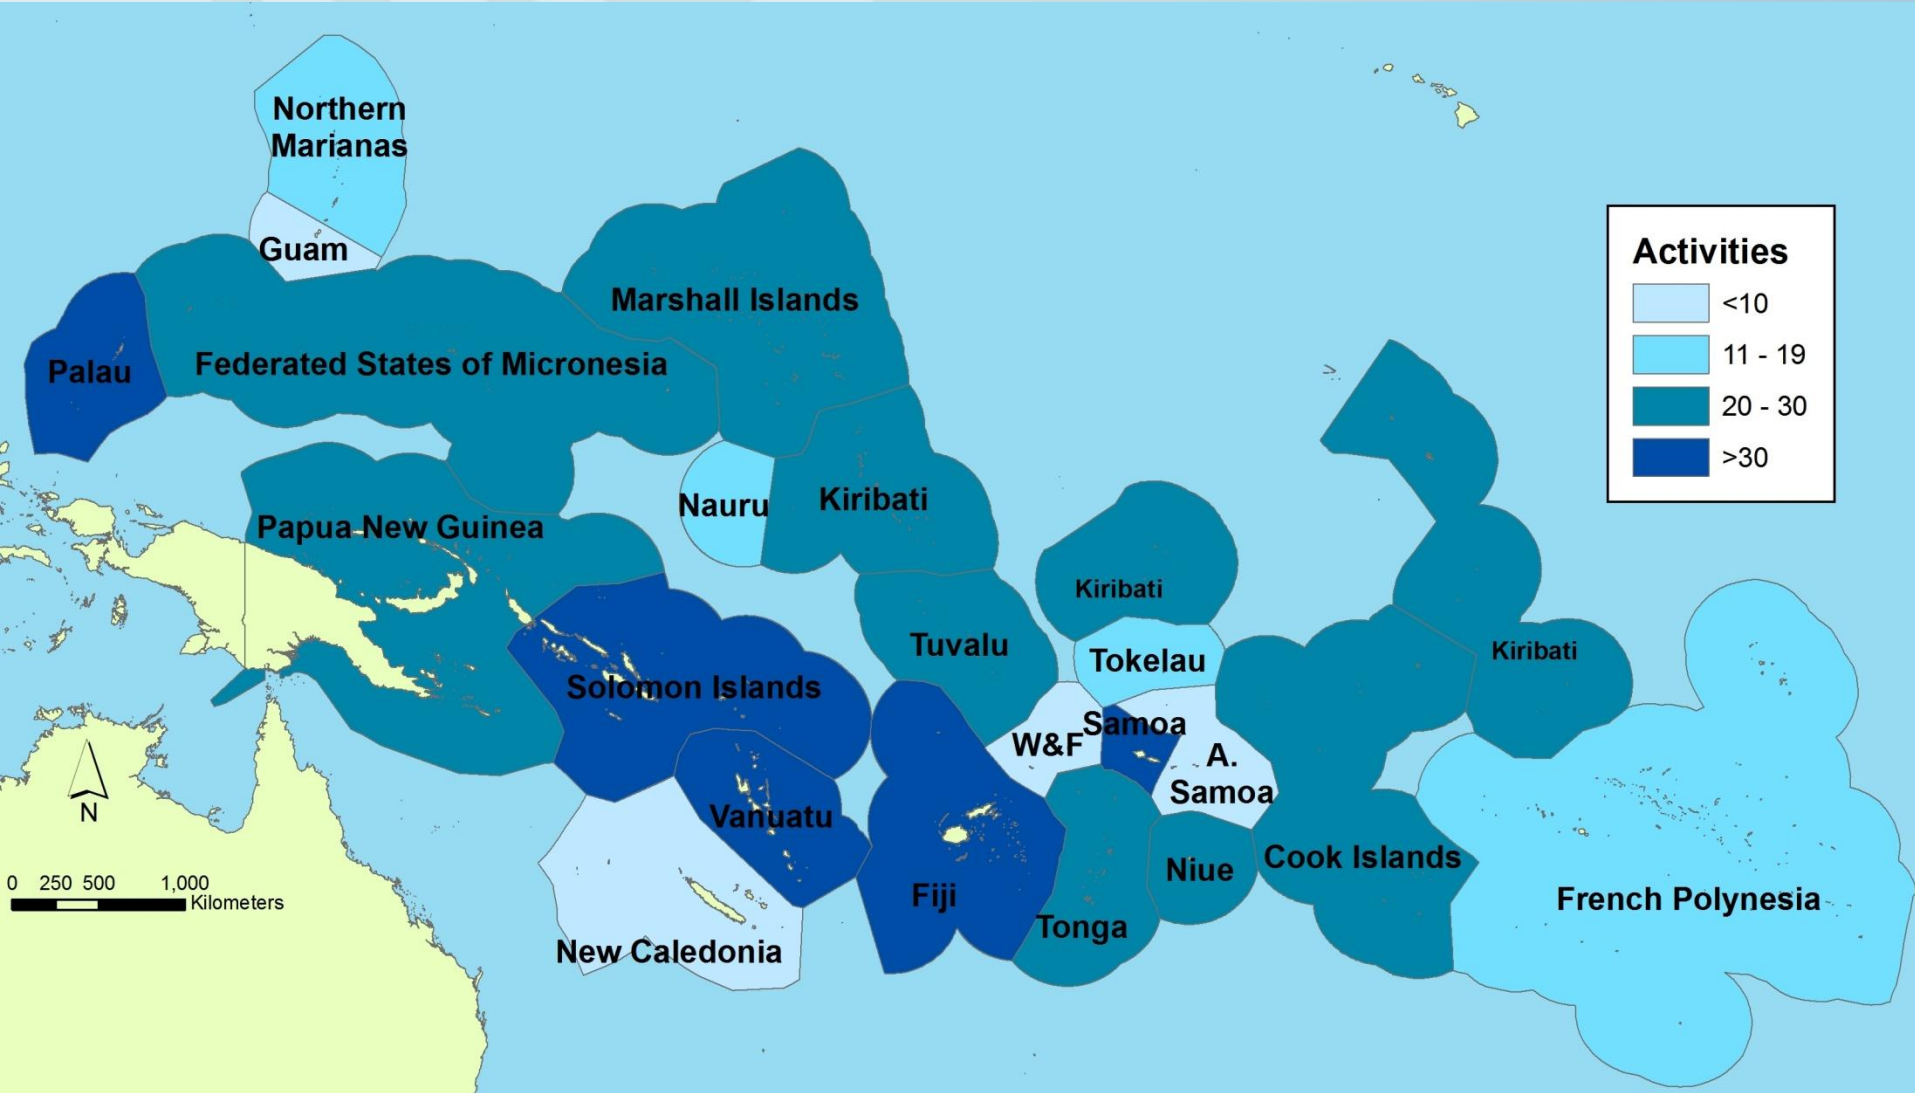 Northern
Marianas
Guam
Marshall Islands
Palau
Federated States of Micronesia
Nauru
Kiribati
Papua New Guinea
Kiribati
Tuvalu
Tokelau
Kiribati
Solomon Islands
Samoa
W&F
A.
Samoa
Vanuatu
Niue
Cook Islands
Fiji
French Polynesia
Tonga
New Caledonia
Activities
<10
11 - 19
20 - 30
>30
N
0 250 500 1,000
Kilometers